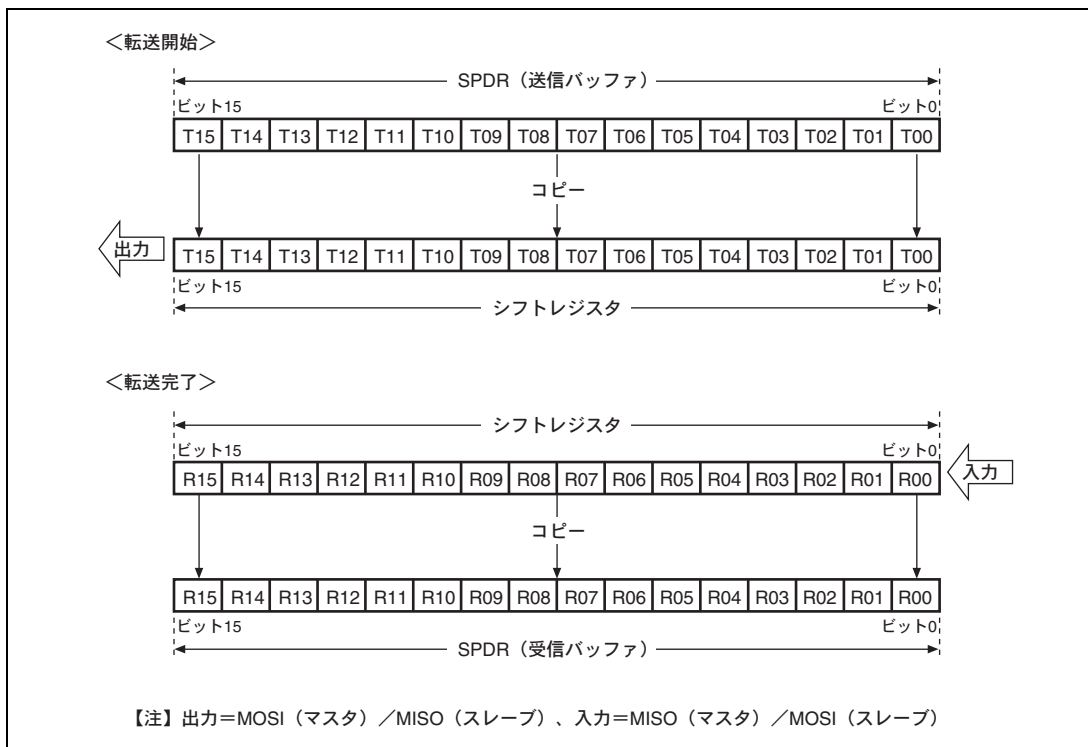 ＜転送開始＞
SPDR（送信バッファ）
ビット15 ビット0
T15 T14 T13 T12 T11 T10 T09 T08 T07 T06 T05 T04 T03 T02 T01 T00
コピー
出力
T15 T14 T13 T12 T11 T10 T09 T08 T07 T06 T05 T04 T03 T02 T01 T00
ビット15 ビット0
シフトレジスタ
＜転送完了＞
シフトレジスタ
ビット15 ビット0
R15 R14 R13 R12 R11 R10 R09 R08 R07 R06 R05 R04 R03 R02 R01 R00
入力
コピー
R15 R14 R13 R12 R11 R10 R09 R08 R07 R06 R05 R04 R03 R02 R01 R00
ビット15 ビット0
SPDR（受信バッファ）
【注】出力＝MOSI（マスタ）／MISO（スレーブ）、入力＝MISO（マスタ）／MOSI（スレーブ）